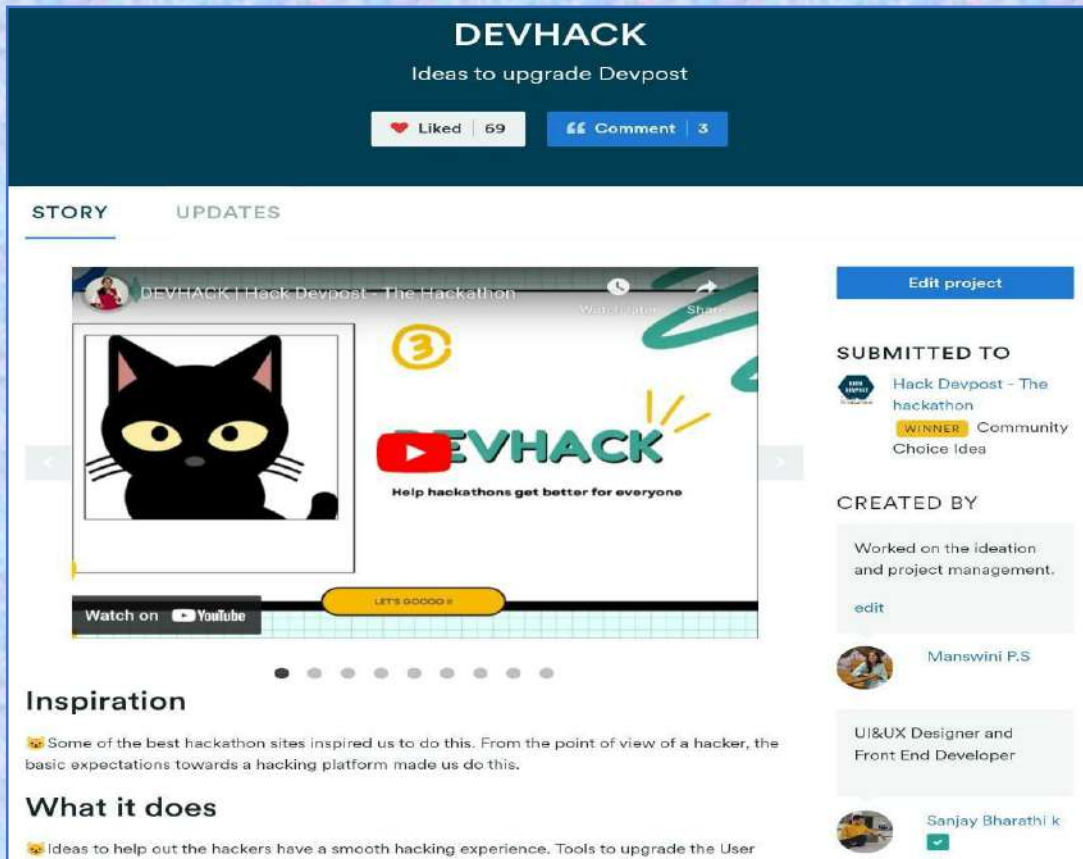 DEVHACK
Ideas to upgrade Devpost
Liked 69
Comment 3
STORY
UPDATES
DEVHACK | Hack Devpost - The Hackathon
Watch later
Share
3
DEVHACK
Help hackathons get better for everyone
LET'S GOOOO !!
Watch on YouTube
Inspiration
😺Some of the best hackathon sites inspired us to do this. From the point of view of a hacker, the
basic expectations towards a hacking platform made us do this.
What it does
😺Ideas to help out the hackers have a smooth hacking experience. Tools to upgrade the User
Edit project
SUBMITTED TO
Hack Devpost - The
hackathon
WINNER Community
Choice Idea
CREATED BY
Worked on the ideation
and project management.
edit
Manswini P.S
UI&UX Designer and
Front End Developer
Sanjay Bharathi k